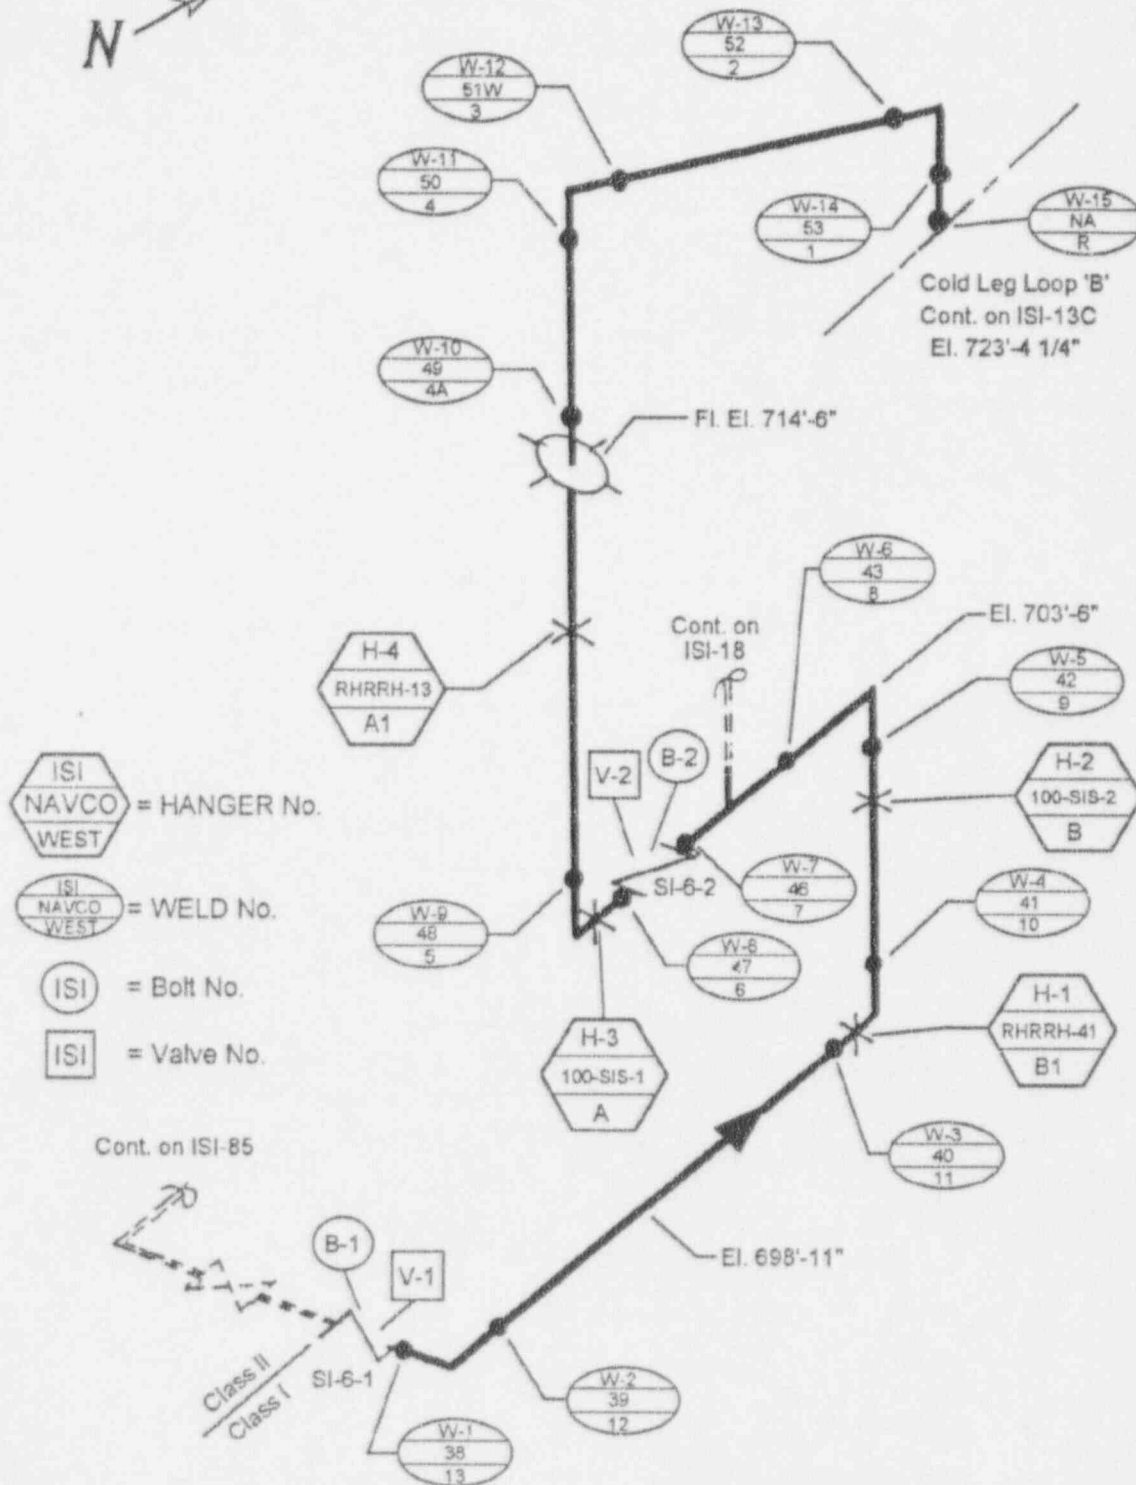 N
W-13
52
2
W-12
51W
3
W-11
50
4
W-14
53
1
W-15
NA
R
Cold Leg Loop 'B'
Cont. on ISI-13C
El. 723'-4 1/4"
W-10
49
4A
Fl. El. 714'-6"
W-6
43
8
Cont. on
ISI-18
El. 703'-6"
H-4
RHRRH-13
A1
W-5
42
9
B-2
V-2
H-2
100-SIS-2
B
ISI
NAVCO
WEST
= HANGER No.
ISI
NAVCO
WEST
= WELD No.
SI-6-2
W-7
46
7
W-4
41
10
W-9
48
5
W-8
47
6
ISI = Bolt No.
ISI = Valve No.
H-3
100-SIS-1
A
H-1
RHRRH-41
B1
Cont. on ISI-85
W-3
40
11
B-1
V-1
El. 698'-11"
Class II
Class I
SI-6-1
W-2
39
12
W-1
38
13